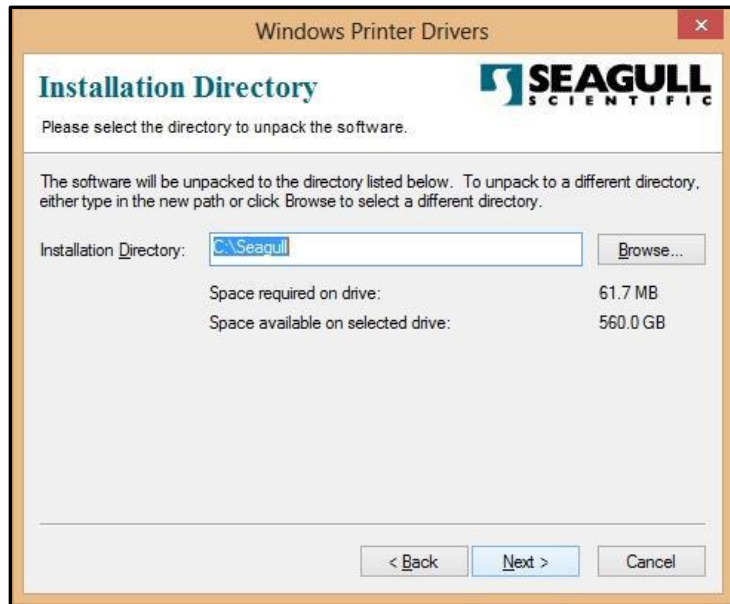 Windows Printer Drivers
Installation Directory
SEAGULL
SCIENTIFIC
Please select the directory to unpack the software.
The software will be unpacked to the directory listed below. To unpack to a different directory,
either type in the new path or click Browse to select a different directory.
Installation Directory: C:\Seagull Browse...
Space required on drive: 61.7 MB
Space available on selected drive: 560.0 GB
< Back Next > Cancel